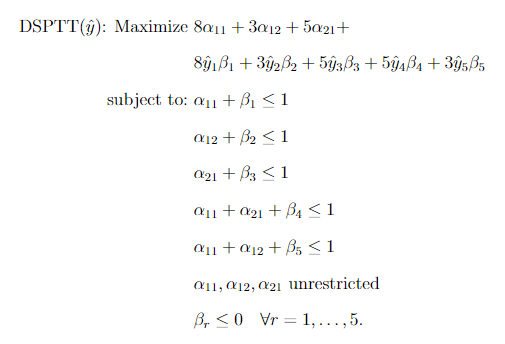 DSPTT(ŷ): Maximize 8α₁₁ + 3α₁₂ + 5α₂₁+
8ŷ₁β₁ + 3ŷ₂β₂ + 5ŷ₃β₃ + 5ŷ₄β₄ + 3ŷ₅β₅
subject to: α₁₁ + β₁ ≤ 1
α₁₂ + β₂ ≤ 1
α₂₁ + β₃ ≤ 1
α₁₁ + α₂₁ + β₄ ≤ 1
α₁₁ + α₁₂ + β₅ ≤ 1
α₁₁, α₁₂, α₂₁ unrestricted
βᵣ ≤ 0 ∀r = 1, . . . , 5.